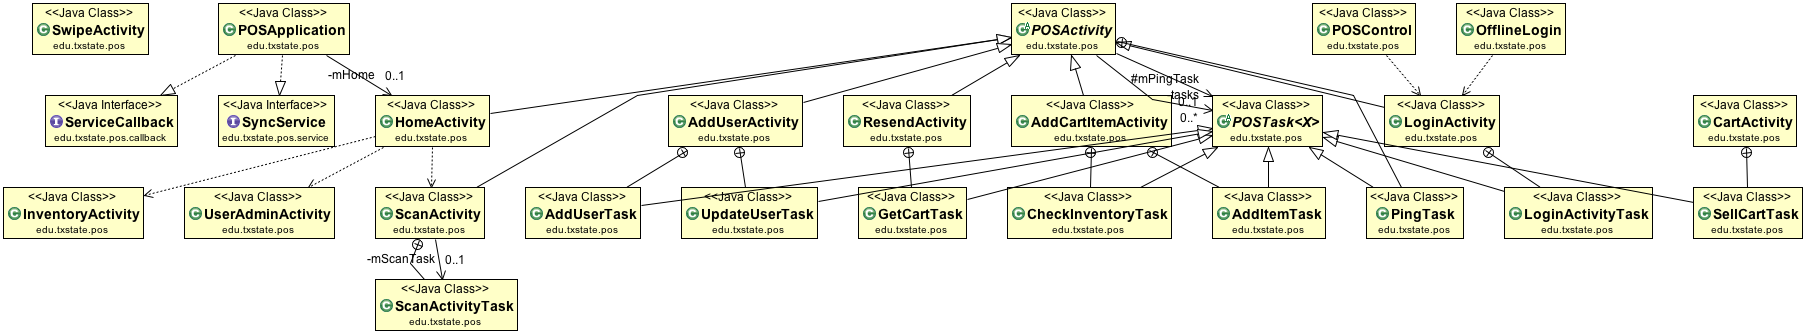 <<Java Class>>
SwipeActivity
edu.txstate.pos
<<Java Class>>
POSApplication
edu.txstate.pos
<<Java Class>>
POSActivity
edu.txstate.pos
<<Java Class>>
POSControl
edu.txstate.pos
<<Java Class>>
OfflineLogin
edu.txstate.pos
-mHome 0..1
#mPingTask
tasks
0..1
0..*
<<Java Interface>>
ServiceCallback
edu.txstate.pos.callback
<<Java Interface>>
SyncService
edu.txstate.pos.service
<<Java Class>>
HomeActivity
edu.txstate.pos
<<Java Class>>
AddUserActivity
edu.txstate.pos
<<Java Class>>
ResendActivity
edu.txstate.pos
<<Java Class>>
AddCartItemActivity
edu.txstate.pos
<<Java Class>>
POSTask<X>
edu.txstate.pos
<<Java Class>>
LoginActivity
edu.txstate.pos
<<Java Class>>
CartActivity
edu.txstate.pos
<<Java Class>>
InventoryActivity
edu.txstate.pos
<<Java Class>>
UserAdminActivity
edu.txstate.pos
<<Java Class>>
ScanActivity
edu.txstate.pos
<<Java Class>>
AddUserTask
edu.txstate.pos
<<Java Class>>
UpdateUserTask
edu.txstate.pos
<<Java Class>>
GetCartTask
edu.txstate.pos
<<Java Class>>
CheckInventoryTask
edu.txstate.pos
<<Java Class>>
AddItemTask
edu.txstate.pos
<<Java Class>>
PingTask
edu.txstate.pos
<<Java Class>>
LoginActivityTask
edu.txstate.pos
<<Java Class>>
SellCartTask
edu.txstate.pos
-mScanTask 0..1
<<Java Class>>
ScanActivityTask
edu.txstate.pos